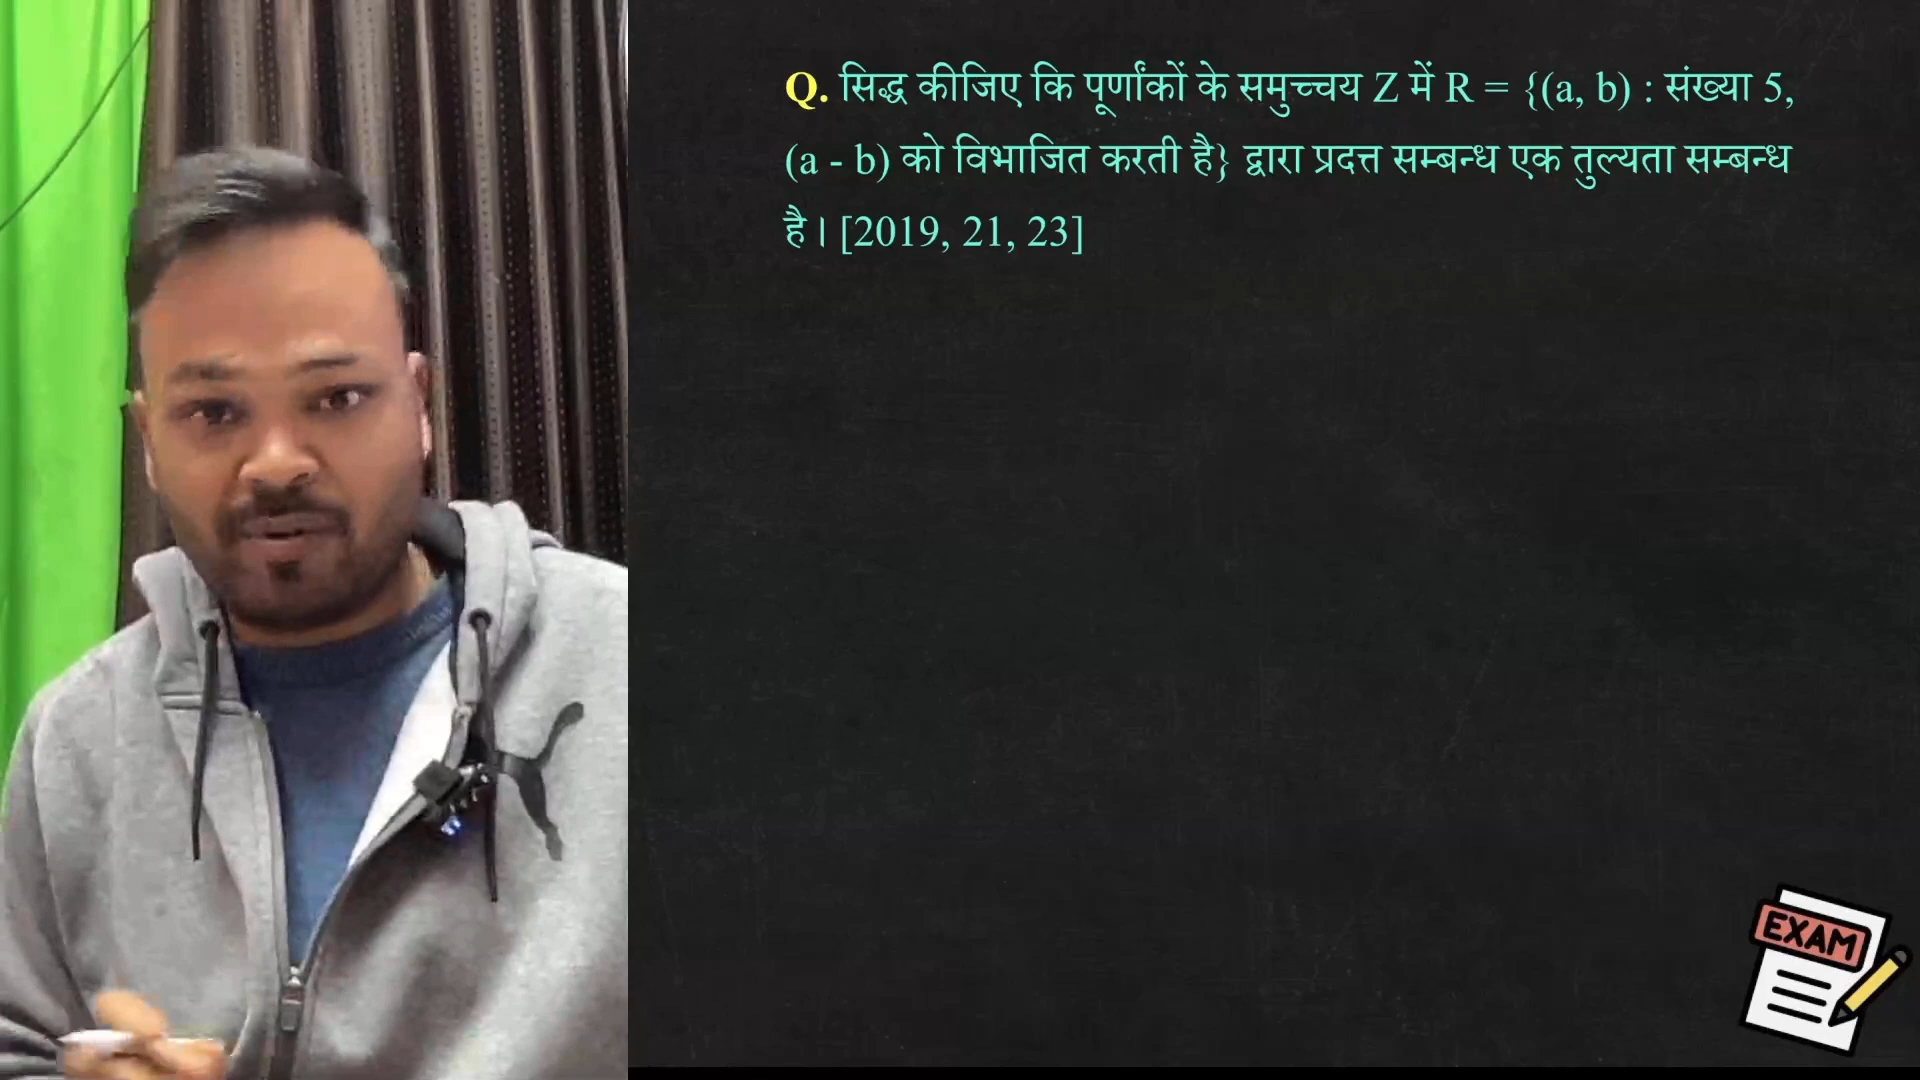 Q. सिद्ध कीजिए कि पूर्णांकों के समुच्चय Z में R = {(a, b) : संख्या 5,
(a - b) को विभाजित करती है} द्वारा प्रदत्त सम्बन्ध एक तुल्यता सम्बन्ध
है। [2019, 21, 23]
EXAM